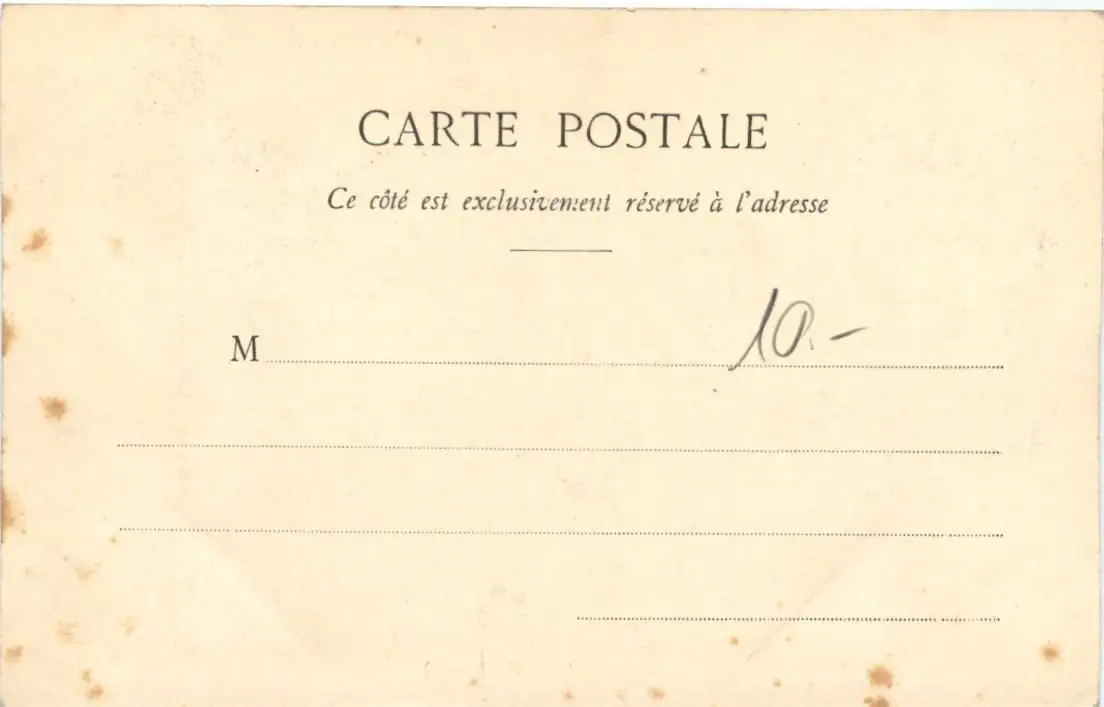 CARTE POSTALE
Ce côté est exclusivement réservé à l'adresse
10.-
M